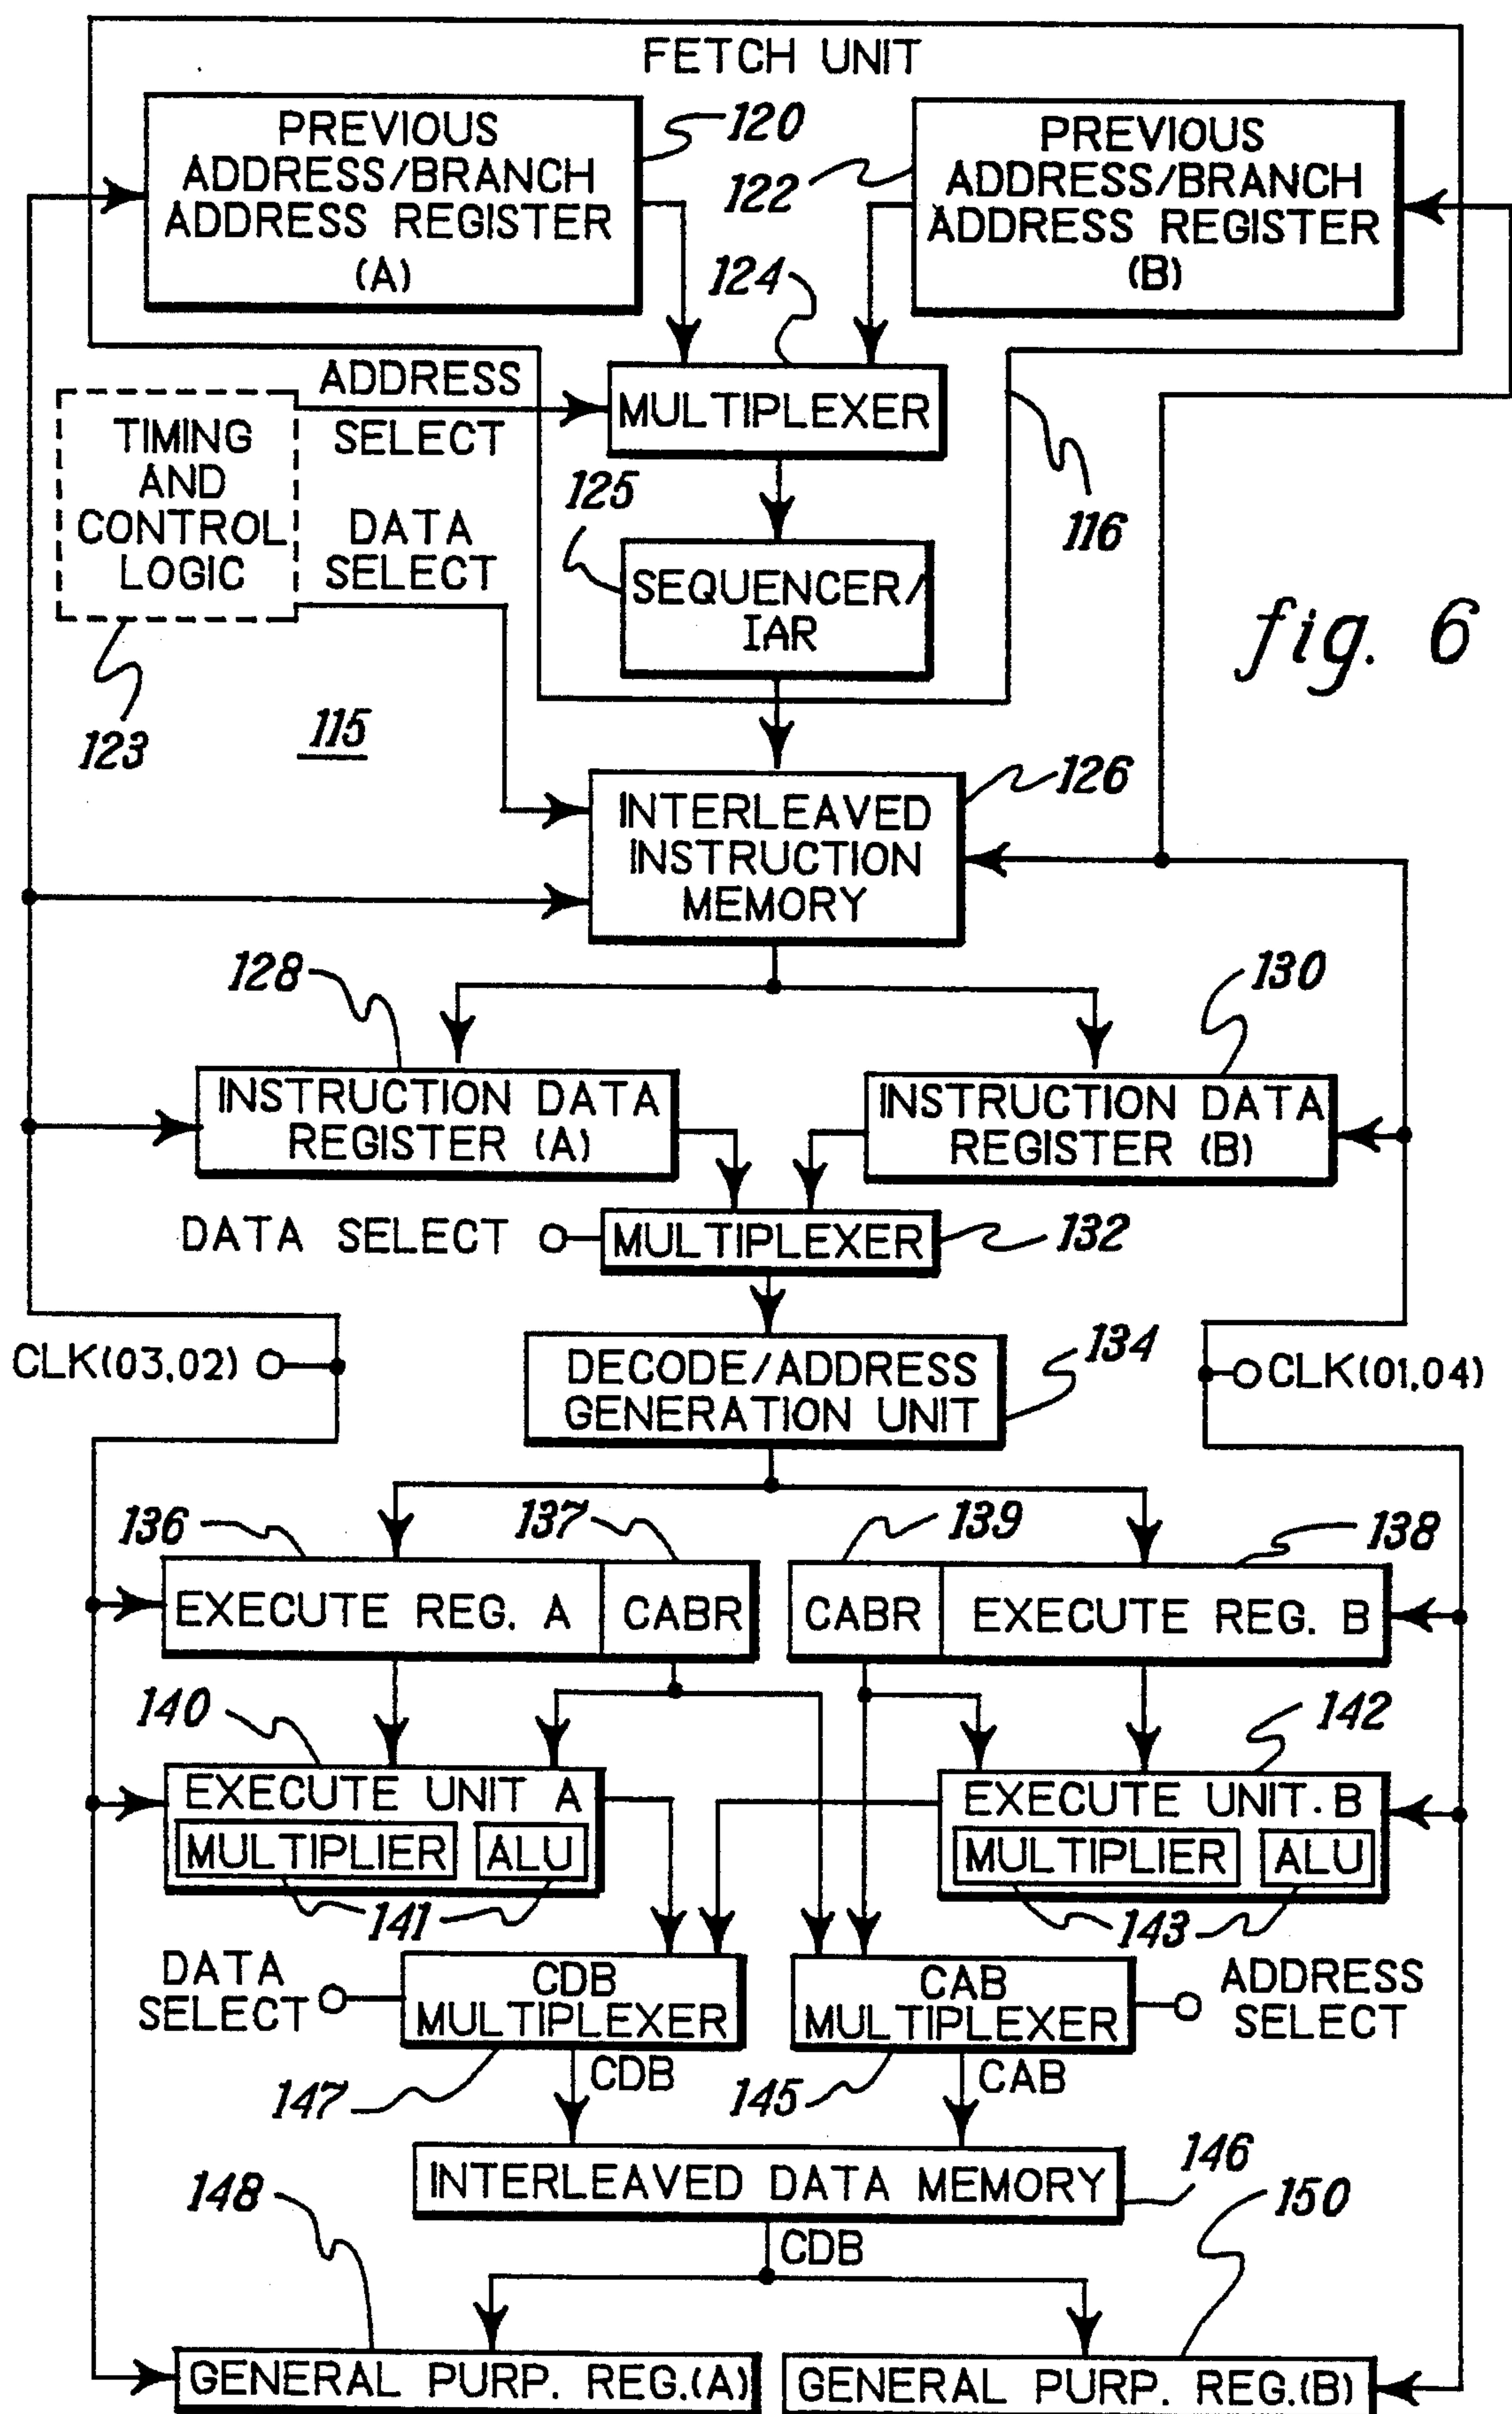 FETCH UNIT
PREVIOUS
ADDRESS/BRANCH
ADDRESS REGISTER
(A)
120
122
PREVIOUS
ADDRESS/BRANCH
ADDRESS REGISTER
(B)
124
ADDRESS
SELECT
MULTIPLEXER
TIMING
AND
CONTROL
LOGIC
DATA
SELECT
125
116
SEQUENCER/
IAR
fig. 6
123
115
126
INTERLEAVED
INSTRUCTION
MEMORY
128
130
INSTRUCTION DATA
REGISTER (A)
INSTRUCTION DATA
REGISTER (B)
DATA SELECT
MULTIPLEXER
132
CLK(03,02)
DECODE/ADDRESS
GENERATION UNIT
134
CLK(01,04)
136
137
139
138
EXECUTE REG. A
CABR
CABR
EXECUTE REG. B
140
142
EXECUTE UNIT A
MULTIPLIER
ALU
EXECUTE UNIT. B
MULTIPLIER
ALU
141
143
DATA
SELECT
CDB
MULTIPLEXER
CAB
MULTIPLEXER
ADDRESS
SELECT
147
CDB
145
CAB
INTERLEAVED DATA MEMORY
146
148
CDB
150
GENERAL PURP. REG.(A)
GENERAL PURP. REG.(B)